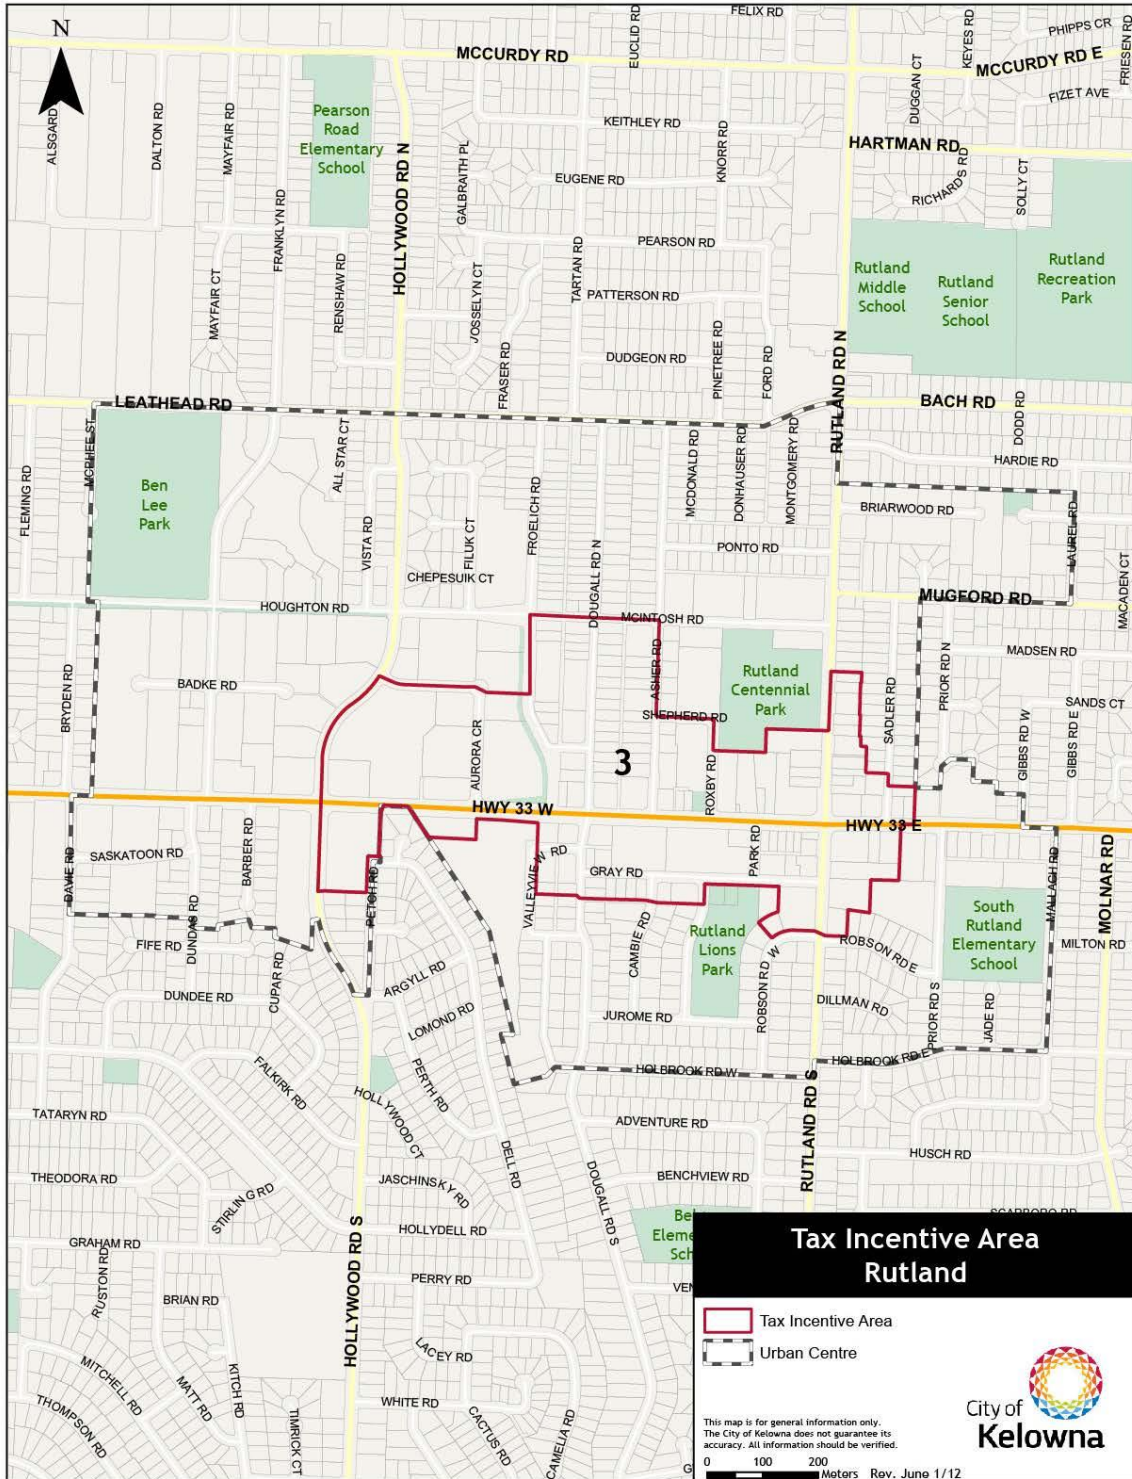 N
FELIX RD
EUCLID RD
KEYES RD
PHIPPS CR
FRIESEN RD
MCCURDY RD
MCCURDY RD E
DUGGAN CT
FIZET AVE
ALSGARD
DALTON RD
MAYFAIR RD
Pearson
Road
Elementary
School
HOLLYWOOD RD N
GALBRAITH PL
KEITHLEY RD
KNORR RD
HARTMAN RD
EUGENE RD
RICHARDS RD
SOLLY CT
FRANKLYN RD
MAYFAIR CT
RENSHAW RD
JOSSELYN CT
TARTAN RD
PEARSON RD
PATTERSON RD
Rutland
Middle
School
Rutland
Senior
School
Rutland
Recreation
Park
FRASER RD
DUDGEON RD
PINETREE RD
FORD RD
RUTLAND RD N
LEATHEAD RD
BACH RD
DODD RD
MCPHEE ST
FLEMING RD
Ben
Lee
Park
ALL STAR CT
VISTA RD
FILUK CT
CHEPESUIK CT
FROELICH RD
DOUGALL RD N
MCDONALD RD
DONHAUSER RD
MONTGOMERY RD
HARDIE RD
BRIARWOOD RD
LAUREL RD
PONTO RD
MACADEN CT
HOUGHTON RD
MCINTOSH RD
MUGFORD RD
BRYDEN RD
BADKE RD
AURORA CR
ASHER RD
SHEPHERD RD
Rutland
Centennial
Park
SADLER RD
PRIOR RD N
MADSEN RD
SANDS CT
GIBBS RD W
GIBBS RD E
3
ROXBY RD
HWY 33 W
HWY 33 E
SASKATOON RD
BARBER RD
DAVIE RD
DUNDAS RD
PETCH RD
VALLEYVIEW RD
GRAY RD
PARK RD
MALLACH RD
MOLNAR RD
FIFE RD
CUPAR RD
DUNDEE RD
ARGYLL RD
LOMOND RD
CAMBIE RD
Rutland
Lions
Park
ROBSON RD W
ROBSON RD E
South
Rutland
Elementary
School
MILTON RD
JUROME RD
DILLMAN RD
PRIOR RD S
JADE RD
FALKIRK RD
PERTH RD
HOLLYWOOD CT
HOLBROOK RD W
HOLBROOK RD E
TATARYN RD
ADVENTURE RD
RUTLAND RD S
HUSCH RD
THEODORA RD
STIRLING RD
JASCHINSKY RD
DELL RD
DOUGALL RD S
BENCHVIEW RD
HOLLYWOOD RD S
HOLLYDELL RD
GRAHAM RD
RUSTON RD
BRIAN RD
PERRY RD
LACEY RD
MITCHELL RD
MATT RD
KITCH RD
WHITE RD
CACTUS RD
CAMELIA RD
THOMPSON RD
TIMRICK CT
Tax Incentive Area
Rutland
Tax Incentive Area
Urban Centre
This map is for general information only.
The City of Kelowna does not guarantee its
accuracy. All information should be verified.
0 100 200
Meters Rev. June 1/12
City of
Kelowna